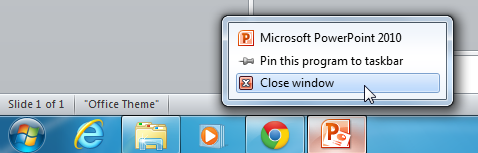 Microsoft PowerPoint 2010
Pin this program to taskbar
Close window
Slide 1 of 1 "Office Theme"